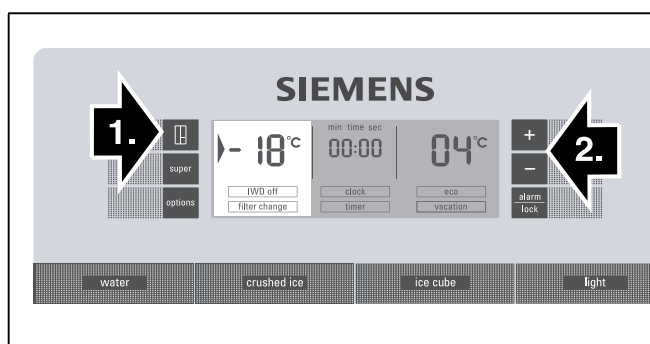 SIEMENS
1.
super
options
- 18°C
IWD off
filter change
min time sec
00:00
clock
timer
04°C
eco
vacation
+
-
alarm
lock
2.
water
crushed ice
ice cube
light